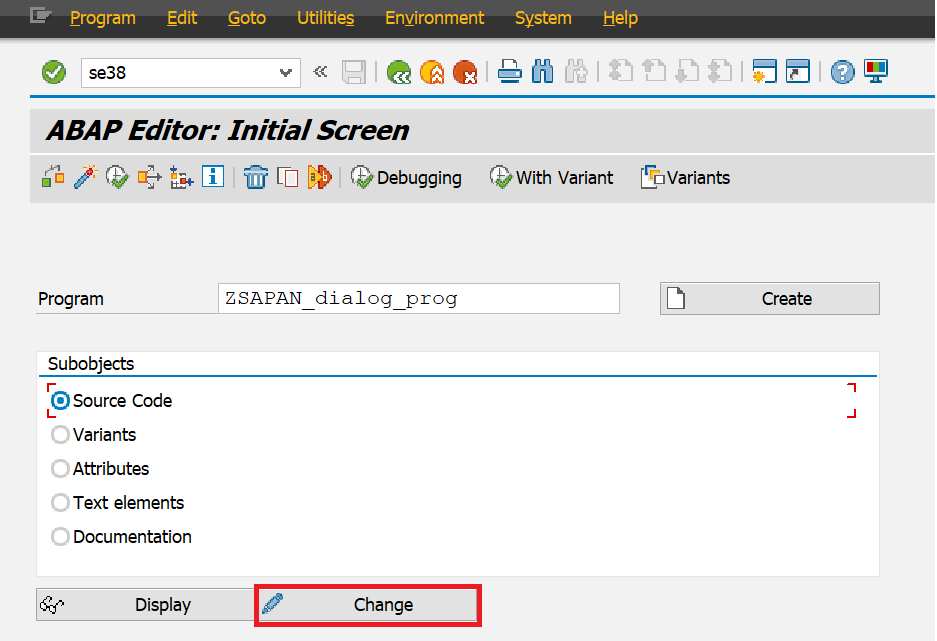 Program Edit Goto Utilities Environment System Help
se38
ABAP Editor: Initial Screen
Debugging With Variant Variants
Program ZSAPAN_dialog_prog Create
Subobjects
Source Code
Variants
Attributes
Text elements
Documentation
Display Change